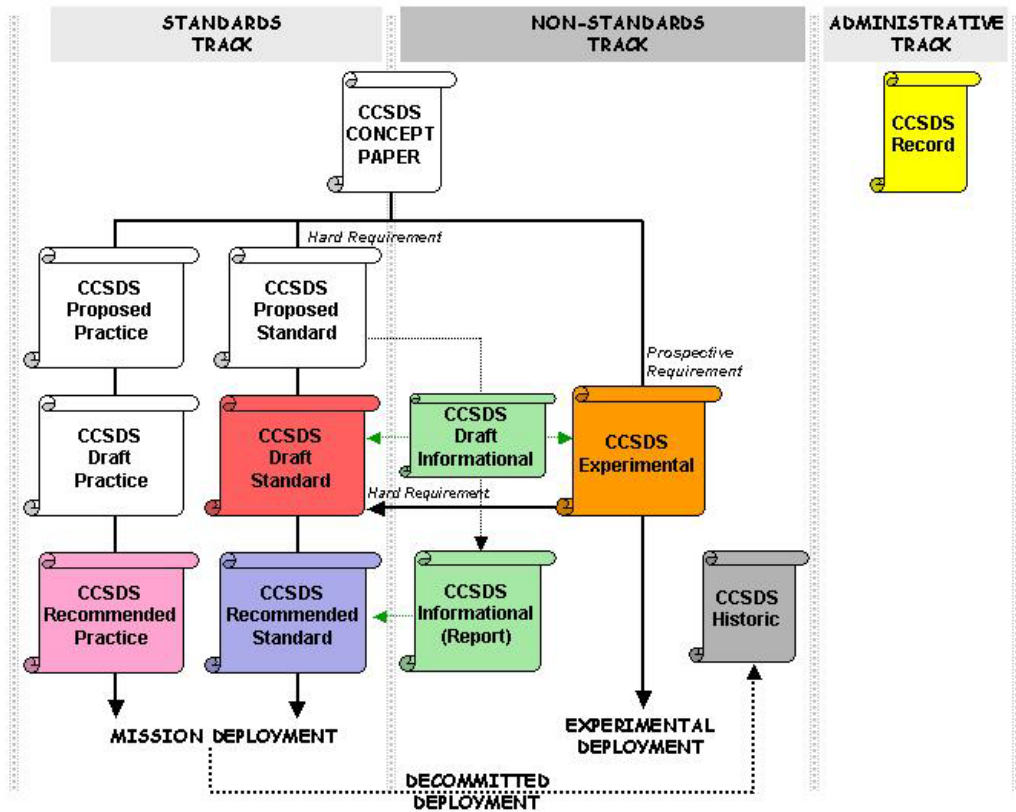 STANDARDS
TRACK
NON-STANDARDS
TRACK
ADMINISTRATIVE
TRACK
CCSDS
CONCEPT
PAPER
CCSDS
Record
Hard Requirement
CCSDS
Proposed
Practice
CCSDS
Proposed
Standard
Prospective
Requirement
CCSDS
Draft
Practice
CCSDS
Draft
Standard
CCSDS
Draft
Informational
CCSDS
Experimental
Hard Requirement
CCSDS
Recommended
Practice
CCSDS
Recommended
Standard
CCSDS
Informational
(Report)
CCSDS
Historic
MISSION DEPLOYMENT
EXPERIMENTAL
DEPLOYMENT
DECOMMITTED
DEPLOYMENT